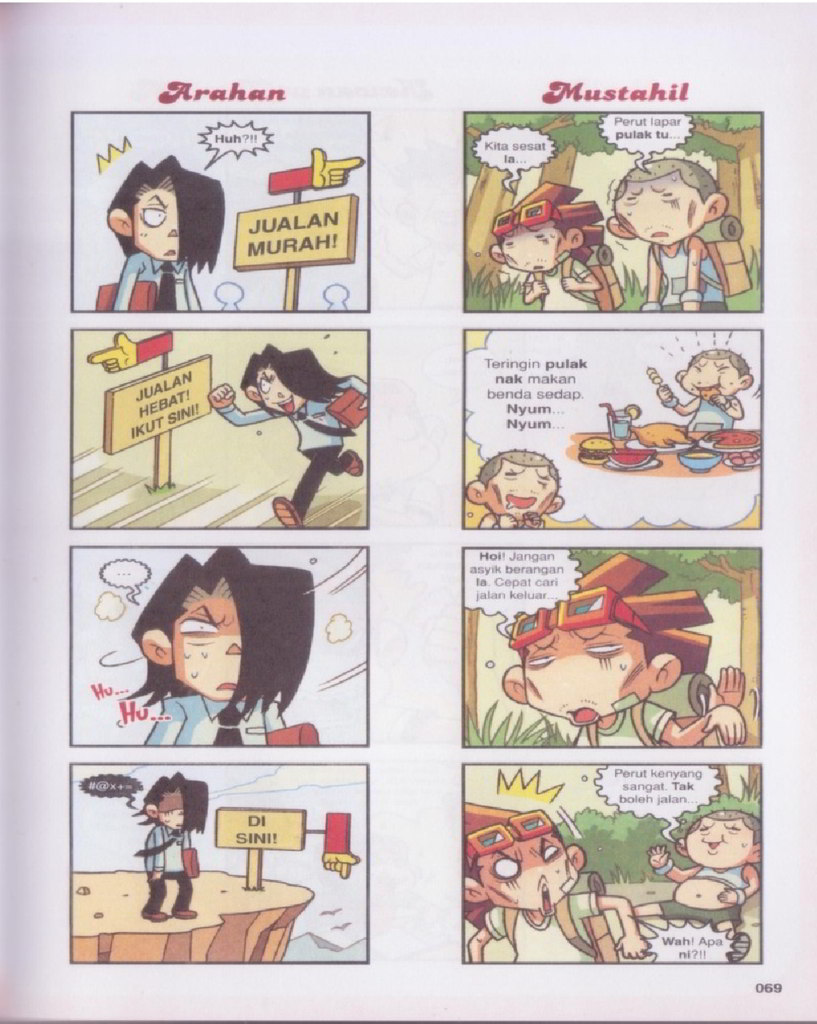 Arahan
Huh?!!
JUALAN
MURAH!
JUALAN
HEBAT!
IKUT SINI!
...
Hu...
Hu...
#@x+=
DI
SINI!
Mustahil
Kita sesat
la...
Perut lapar
pulak tu...
Teringin pulak
nak makan
benda sedap.
Nyum...
Nyum...
Hoi! Jangan
asyik berangan
la. Cepat cari
jalan keluar...
Perut kenyang
sangat. Tak
boleh jalan...
Wah! Apa
ni?!!
069